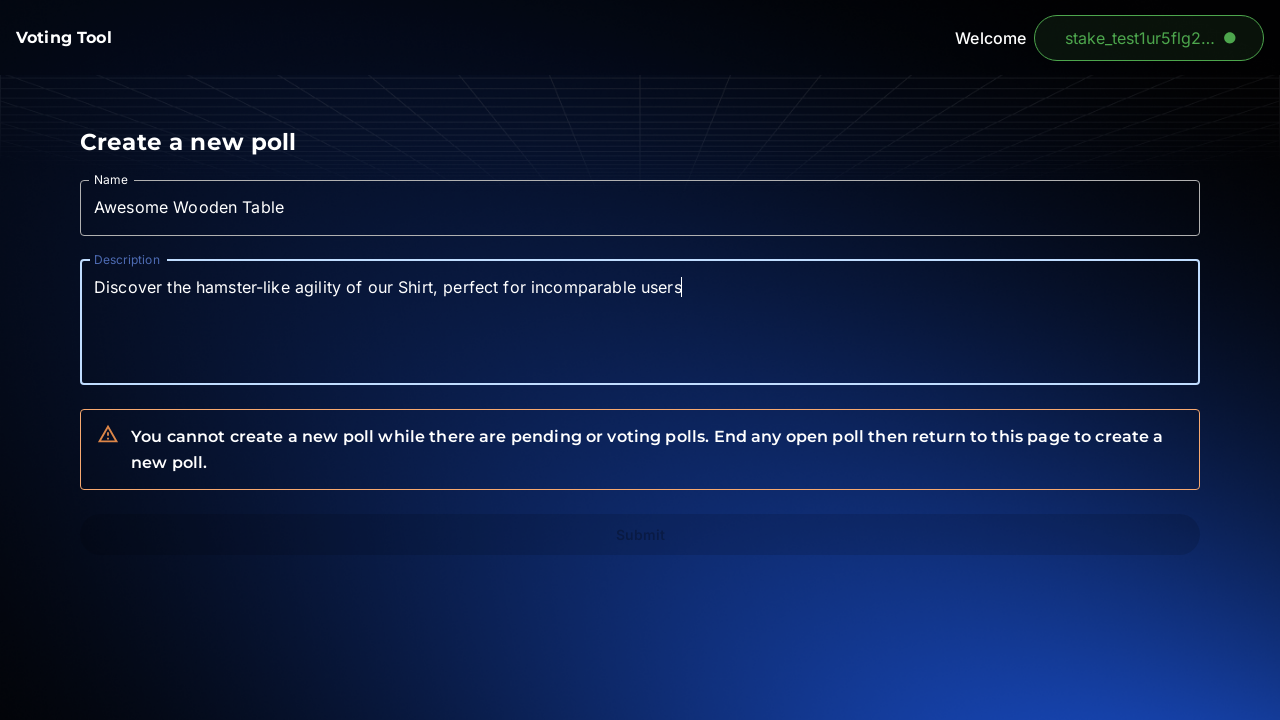 Voting Tool
Welcome
stake_test1ur5flg2...
Create a new poll
Name
Awesome Wooden Table
Description
Discover the hamster-like agility of our Shirt, perfect for incomparable users
You cannot create a new poll while there are pending or voting polls. End any open poll then return to this page to create a
new poll.
Submit